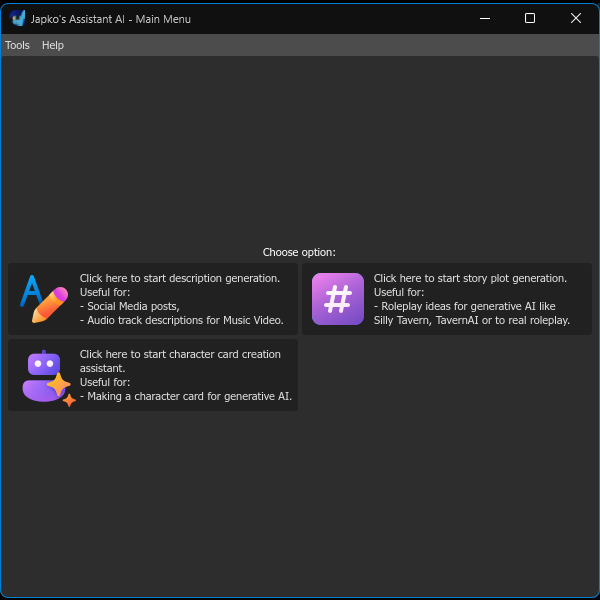 Japko's Assistant AI - Main Menu
Tools Help
Choose option:
Click here to start description generation.
Useful for:
- Social Media posts,
- Audio track descriptions for Music Video.
Click here to start story plot generation.
Useful for:
- Roleplay ideas for generative AI like
Silly Tavern, TavernAI or to real roleplay.
Click here to start character card creation
assistant.
Useful for:
- Making a character card for generative AI.